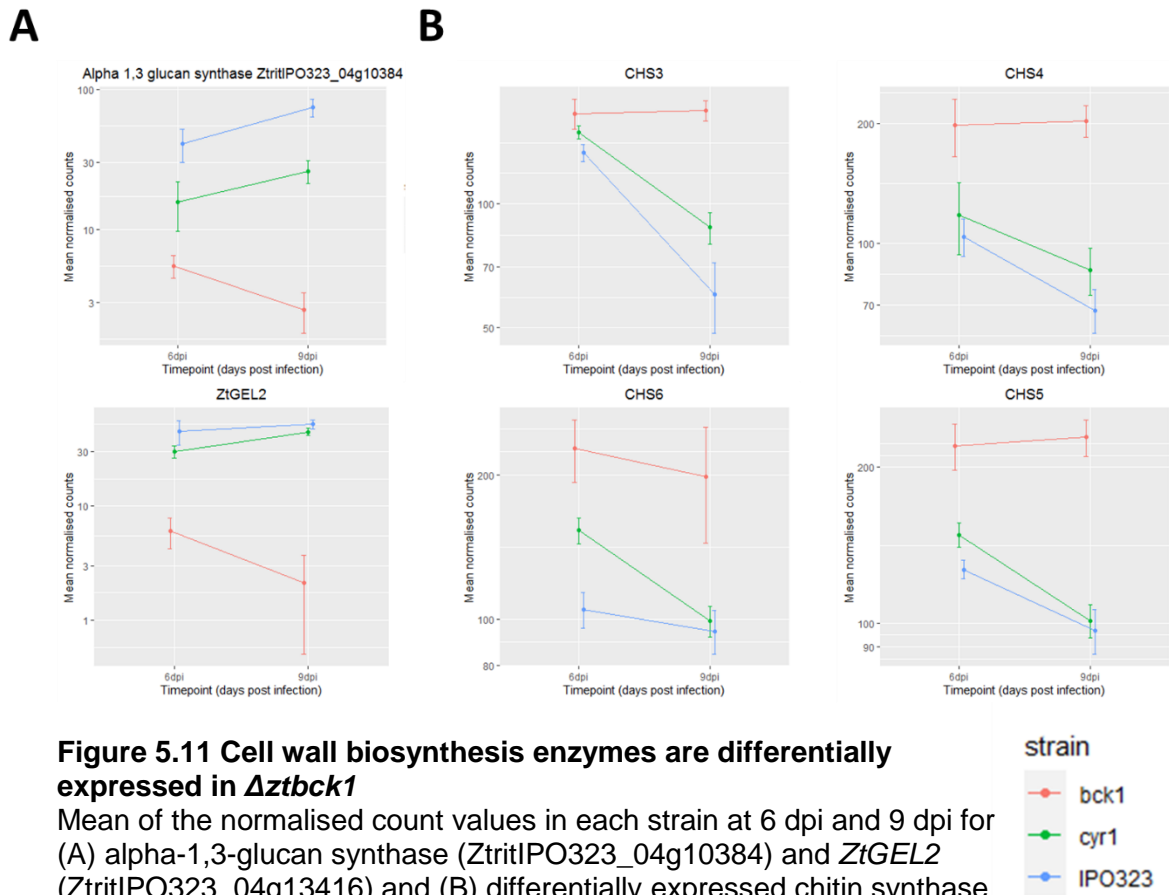 A
B
Alpha 1,3 glucan synthase ZtritIPO323_04g10384
Mean normalised counts
100
30
10
3
6dpi
9dpi
Timepoint (days post infection)
CHS3
Mean normalised counts
100
70
50
6dpi
9dpi
Timepoint (days post infection)
CHS4
Mean normalised counts
200
100
70
6dpi
9dpi
Timepoint (days post infection)
ZtGEL2
Mean normalised counts
30
10
3
1
6dpi
9dpi
Timepoint (days post infection)
CHS6
Mean normalised counts
200
100
80
6dpi
9dpi
Timepoint (days post infection)
CHS5
Mean normalised counts
200
100
90
6dpi
9dpi
Timepoint (days post infection)
Figure 5.11 Cell wall biosynthesis enzymes are differentially
expressed in Δztbck1
Mean of the normalised count values in each strain at 6 dpi and 9 dpi for
(A) alpha-1,3-glucan synthase (ZtritIPO323_04g10384) and ZtGEL2
(ZtritIPO323_04g13416) and (B) differentially expressed chitin synthase
strain
bck1
cyr1
IPO323